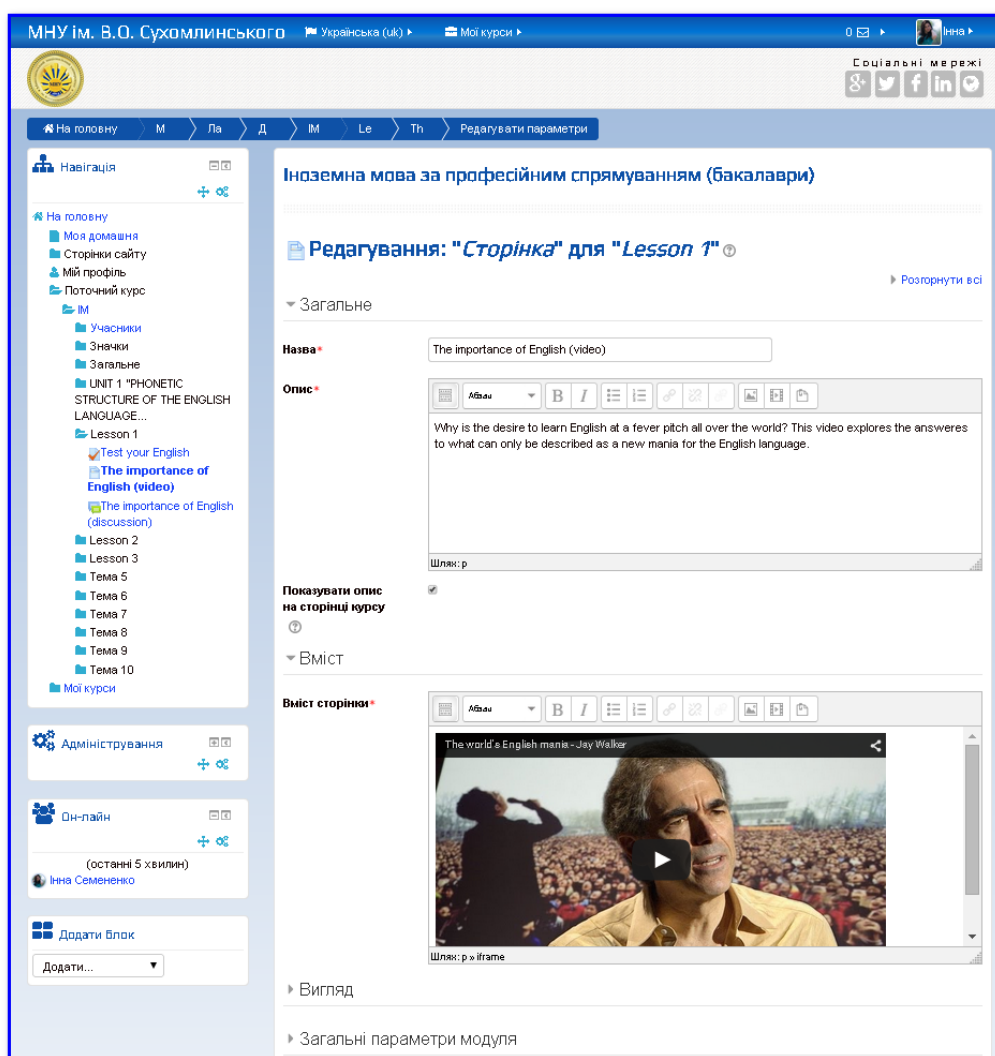 МНУ ім. В.О. Сухомлинського
Українська (uk)
Мої курси
0
Інна
Соціальні мережі
На головну
М
Ла
Д
ІМ
Le
Th
Редагувати параметри
Навігація
На головну
Моя домашня
Сторінки сайту
Мій профіль
Поточний курс
ІМ
Учасники
Значки
Загальне
UNIT 1 "PHONETIC
STRUCTURE OF THE ENGLISH
LANGUAGE...
Lesson 1
Test your English
The importance of
English (video)
The importance of English
(discussion)
Lesson 2
Lesson 3
Тема 5
Тема 6
Тема 7
Тема 8
Тема 9
Тема 10
Мої курси
Адміністрування
Он-лайн
(останні 5 хвилин)
Інна Семененко
Додати блок
Додати...
Іноземна мова за професійним спрямуванням (бакалаври)
Редагування: "Сторінка" для "Lesson 1"
Розгорнути всі
Загальне
Назва*
The importance of English (video)
Опис*
Абзац
B I
Why is the desire to learn English at a fever pitch all over the world? This video explores the answeres
to what can only be described as a new mania for the English language.
Шлях: p
Показувати опис
на сторінці курсу
Вміст
Вміст сторінки*
Абзац
B I
The world's English mania - Jay Walker
Шлях: p » iframe
Вигляд
Загальні параметри модуля